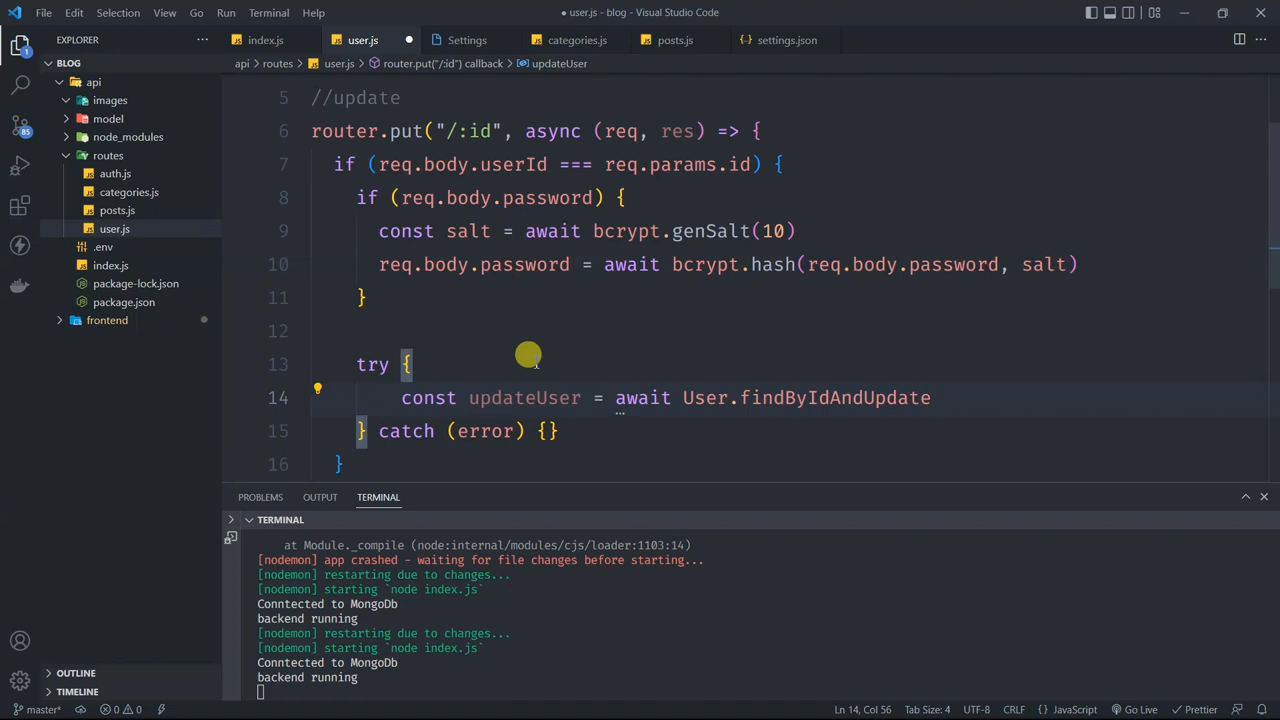 File Edit Selection View Go Run Terminal Help
● user.js - blog - Visual Studio Code
EXPLORER
index.js
user.js
Settings
categories.js
posts.js
settings.json
BLOG
api > routes > user.js > router.put("/:id") callback > updateUser
api
images
model
node_modules
routes
auth.js
categories.js
posts.js
user.js
.env
index.js
package-lock.json
package.json
frontend
1
85
5 //update
6 router.put("/:id", async (req, res) => {
7 if (req.body.userId === req.params.id) {
8 if (req.body.password) {
9 const salt = await bcrypt.genSalt(10)
10 req.body.password = await bcrypt.hash(req.body.password, salt)
11 }
12
13 try {
14 const updateUser = await User.findByIdAndUpdate
15 } catch (error) {}
16 }
PROBLEMS OUTPUT TERMINAL
TERMINAL
at Module._compile (node:internal/modules/cjs/loader:1103:14)
[nodemon] app crashed - waiting for file changes before starting...
[nodemon] restarting due to changes...
[nodemon] starting `node index.js`
Conntected to MongoDb
backend running
[nodemon] restarting due to changes...
[nodemon] starting `node index.js`
Conntected to MongoDb
backend running
OUTLINE
TIMELINE
master* 0 0 Ln 14, Col 56 Tab Size: 4 UTF-8 CRLF {} JavaScript Go Live Prettier